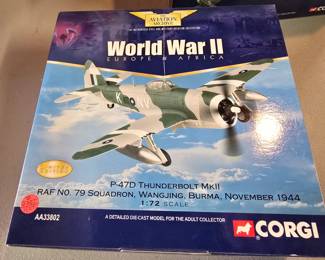 AVIATION
ARCHIVE
World War II
EUROPE & AFRICA
P-47D THUNDERBOLT MKII
RAF NO. 79 SQUADRON, WANGJING, BURMA, NOVEMBER 1944
1:72 SCALE
AA33802
A DETAILED DIE-CAST MODEL FOR THE ADULT COLLECTOR
CORGI